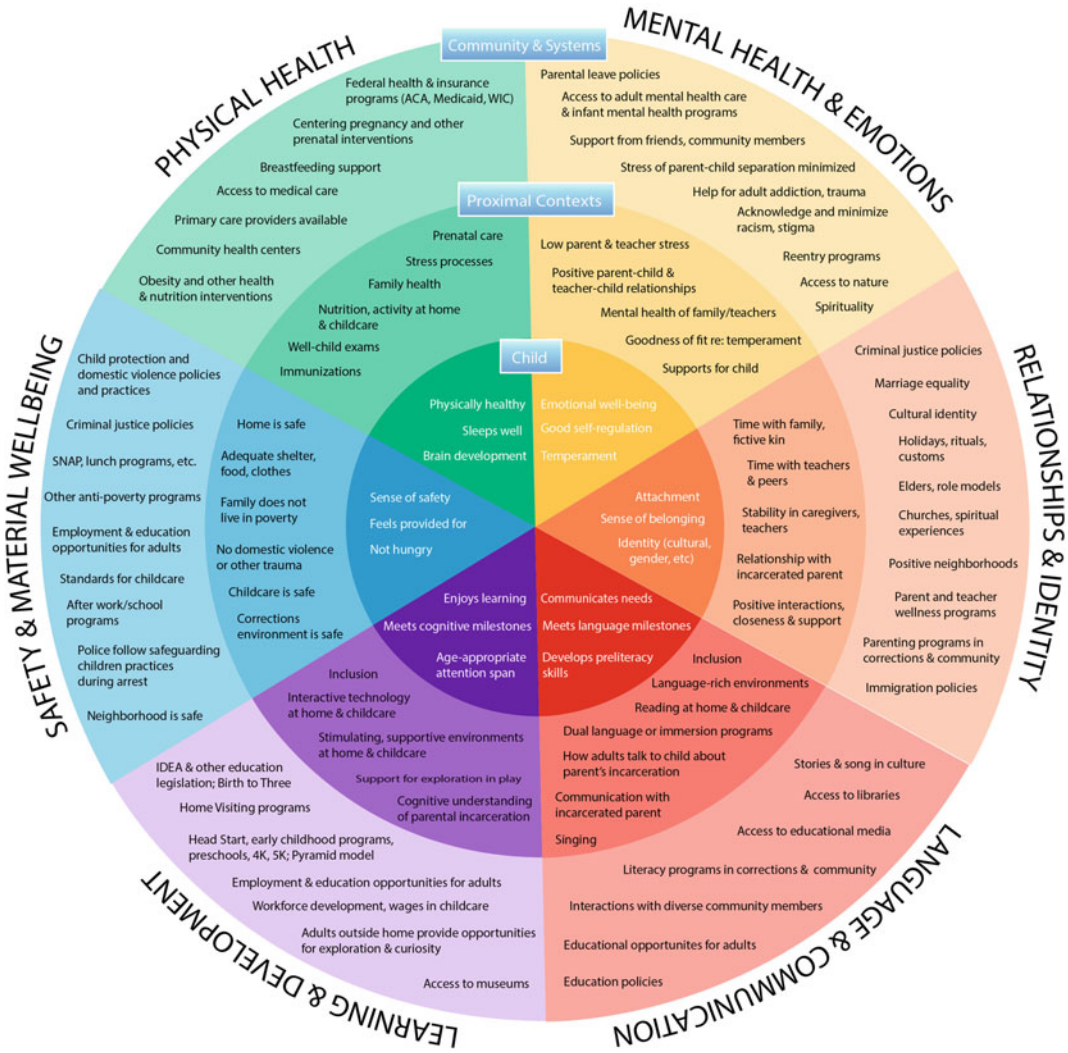 PHYSICAL HEALTH
Community & Systems
Federal health & insurance
programs (ACA, Medicaid, WIC)
Centering pregnancy and other
prenatal interventions
Breastfeeding support
Access to medical care
Primary care providers available
Community health centers
Obesity and other health
& nutrition interventions
Proximal Contexts
Prenatal care
Stress processes
Family health
Nutrition, activity at home
& childcare
Well-child exams
Immunizations
Child
Physically healthy
Sleeps well
Brain development
MENTAL HEALTH & EMOTIONS
Parental leave policies
Access to adult mental health care
& infant mental health programs
Support from friends, community members
Stress of parent-child separation minimized
Help for adult addiction, trauma
Acknowledge and minimize
racism, stigma
Reentry programs
Access to nature
Spirituality
Low parent & teacher stress
Positive parent-child &
teacher-child relationships
Mental health of family/teachers
Goodness of fit re: temperament
Supports for child
Emotional well-being
Good self-regulation
Temperament
RELATIONSHIPS & IDENTITY
Criminal justice policies
Marriage equality
Cultural identity
Holidays, rituals,
customs
Elders, role models
Churches, spiritual
experiences
Positive neighborhoods
Parent and teacher
wellness programs
Parenting programs in
corrections & community
Immigration policies
Time with family,
fictive kin
Time with teachers
& peers
Stability in caregivers,
teachers
Relationship with
incarcerated parent
Positive interactions,
closeness & support
Attachment
Sense of belonging
Identity (cultural,
gender, etc)
LANGUAGE & COMMUNICATION
Communicates needs
Meets language milestones
Develops preliteracy
skills
Inclusion
Language-rich environments
Reading at home & childcare
Dual language or immersion programs
How adults talk to child about
parent's incarceration
Communication with
incarcerated parent
Singing
Stories & song in culture
Access to libraries
Access to educational media
Literacy programs in corrections & community
Interactions with diverse community members
Educational opportunites for adults
Education policies
LEARNING & DEVELOPMENT
Enjoys learning
Meets cognitive milestones
Age-appropriate
attention span
Inclusion
Interactive technology
at home & childcare
Stimulating, supportive environments
at home & childcare
Support for exploration in play
Cognitive understanding
of parental incarceration
IDEA & other education
legislation; Birth to Three
Home Visiting programs
Head Start, early childhood programs,
preschools, 4K, 5K; Pyramid model
Employment & education opportunities for adults
Workforce development, wages in childcare
Adults outside home provide opportunities
for exploration & curiosity
Access to museums
SAFETY & MATERIAL WELLBEING
Child protection and
domestic violence policies
and practices
Criminal justice policies
SNAP, lunch programs, etc.
Other anti-poverty programs
Employment & education
opportunities for adults
Standards for childcare
After work/school
programs
Police follow safeguarding
children practices
during arrest
Neighborhood is safe
Home is safe
Adequate shelter,
food, clothes
Family does not
live in poverty
No domestic violence
or other trauma
Childcare is safe
Corrections
environment is safe
Sense of safety
Feels provided for
Not hungry